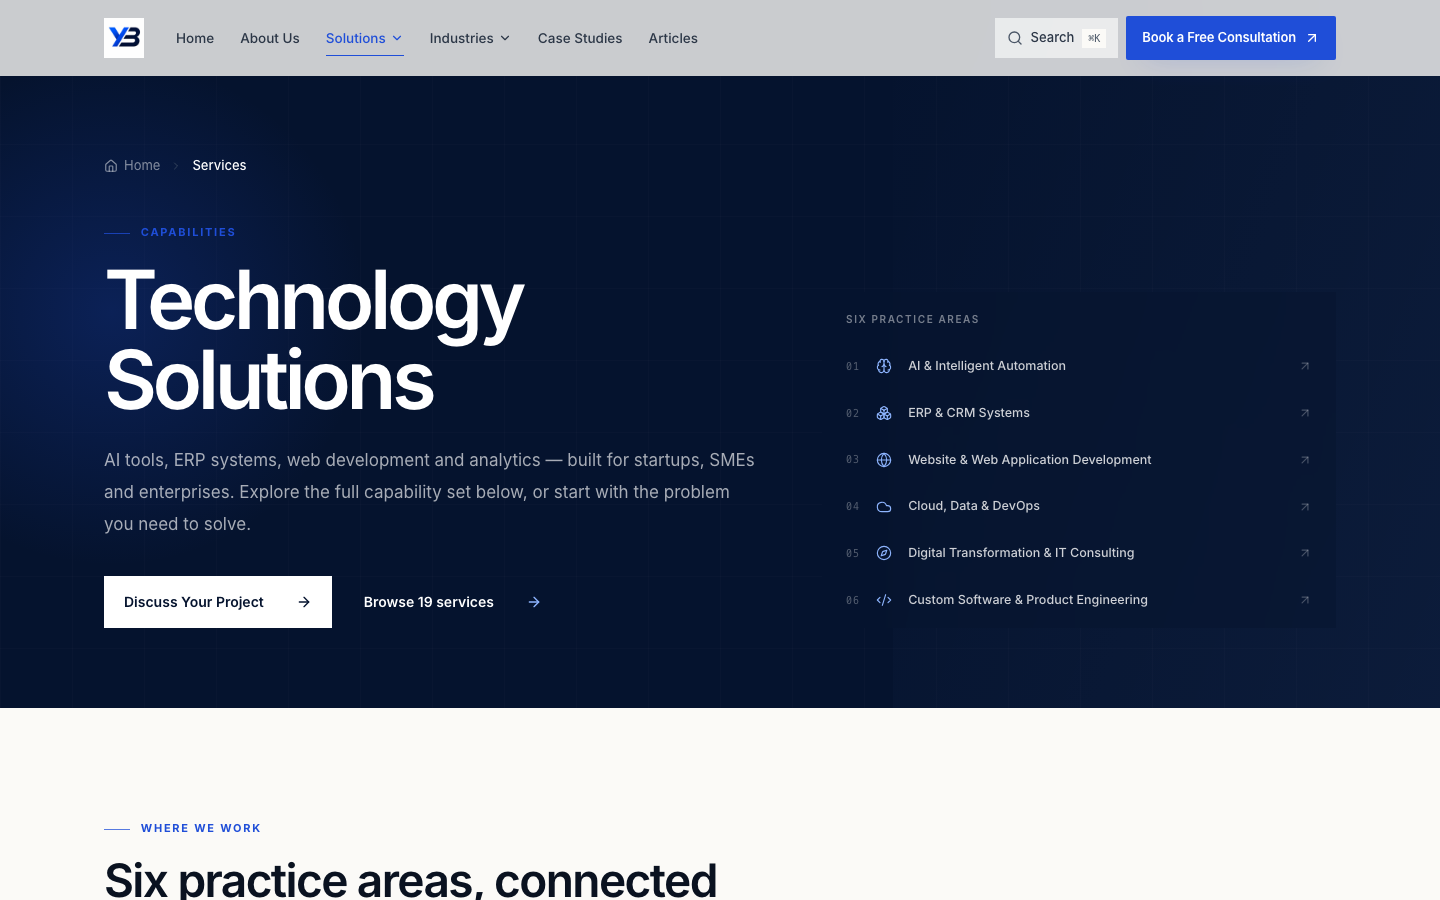 YB
Home
About Us
Solutions
Industries
Case Studies
Articles
Search
⌘K
Book a Free Consultation
Home
Services
CAPABILITIES
Technology
Solutions
AI tools, ERP systems, web development and analytics — built for startups, SMEs
and enterprises. Explore the full capability set below, or start with the problem
you need to solve.
Discuss Your Project
Browse 19 services
SIX PRACTICE AREAS
01 AI & Intelligent Automation
02 ERP & CRM Systems
03 Website & Web Application Development
04 Cloud, Data & DevOps
05 Digital Transformation & IT Consulting
06 Custom Software & Product Engineering
WHERE WE WORK
Six practice areas, connected